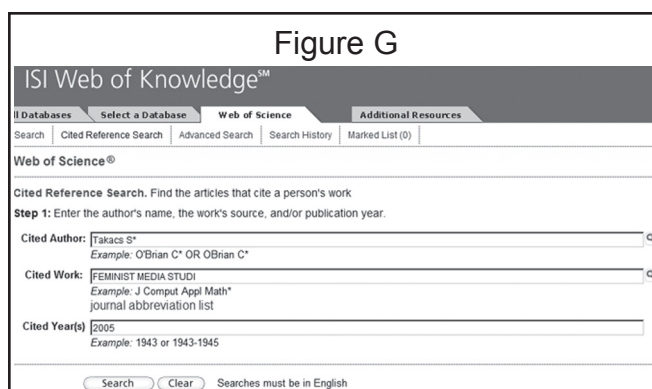 Figure G
ISI Web of Knowledge℠
ll Databases Select a Database Web of Science Additional Resources
Search Cited Reference Search Advanced Search Search History Marked List (0)
Web of Science®
Cited Reference Search. Find the articles that cite a person's work
Step 1: Enter the author's name, the work's source, and/or publication year.
Cited Author: Takacs S*
Example: O'Brian C* OR OBrian C*
Cited Work: FEMINIST MEDIA STUDI
Example: J Comput Appl Math*
journal abbreviation list
Cited Year(s) 2005
Example: 1943 or 1943-1945
Search Clear Searches must be in English